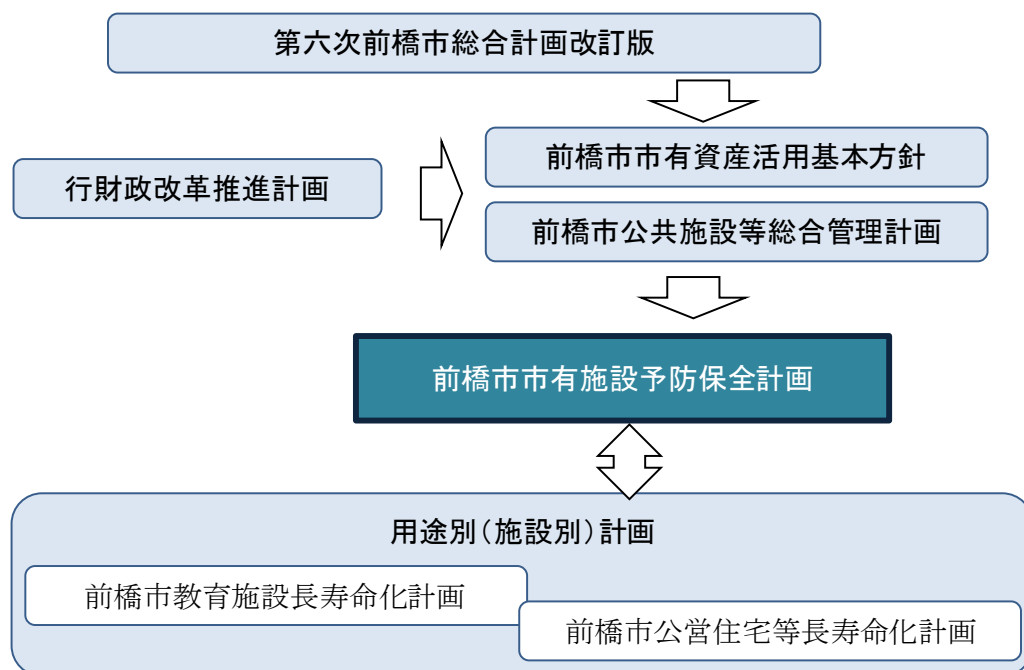 第六次前橋市総合計画改訂版
前橋市市有資産活用基本方針
行財政改革推進計画
前橋市公共施設等総合管理計画
前橋市市有施設予防保全計画
用途別（施設別）計画
前橋市教育施設長寿命化計画
前橋市公営住宅等長寿命化計画